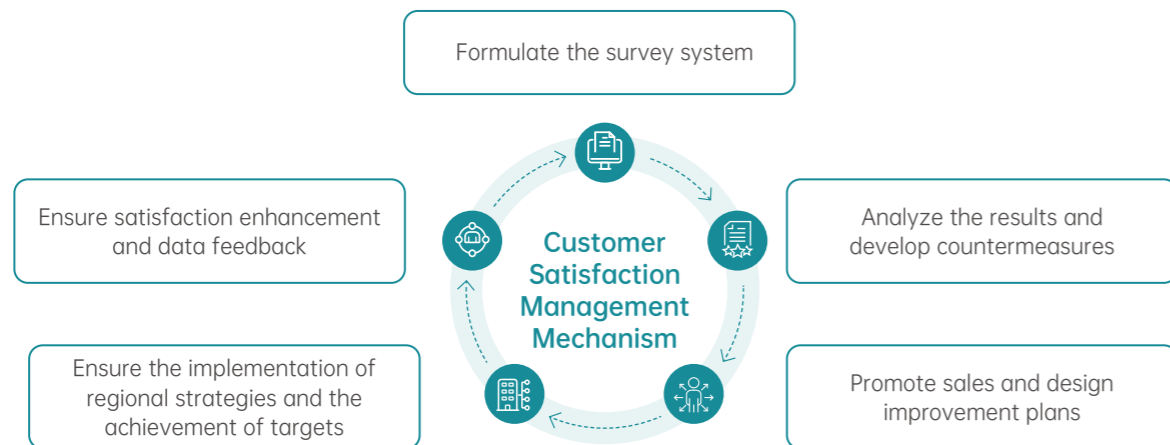 Formulate the survey system
Ensure satisfaction enhancement
and data feedback
Analyze the results and
develop countermeasures
Customer
Satisfaction
Management
Mechanism
Ensure the implementation of
regional strategies and the
achievement of targets
Promote sales and design
improvement plans